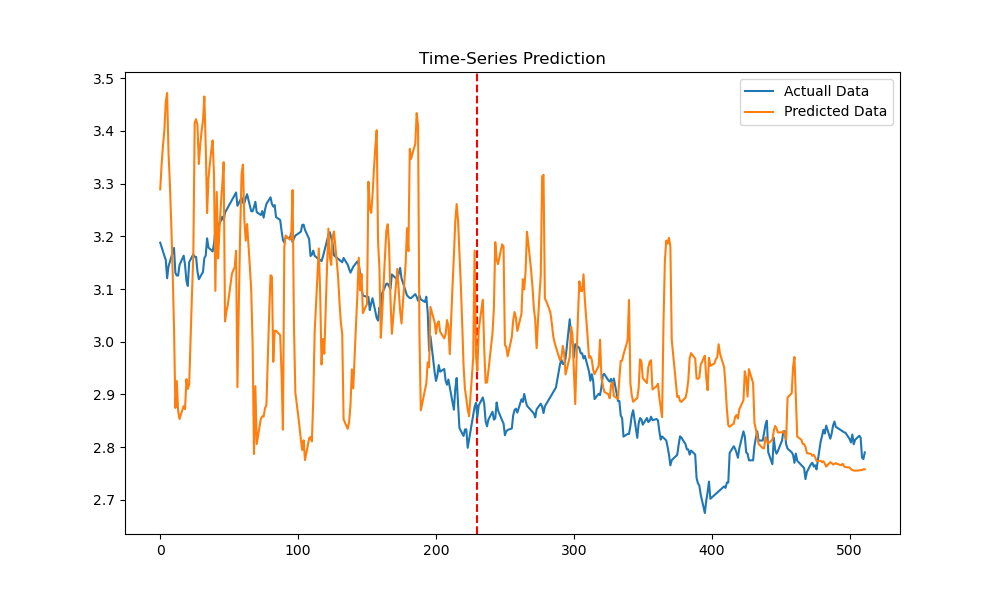 Time-Series Prediction
Actuall Data
Predicted Data
3.5
3.4
3.3
3.2
3.1
3.0
2.9
2.8
2.7
0 100 200 300 400 500